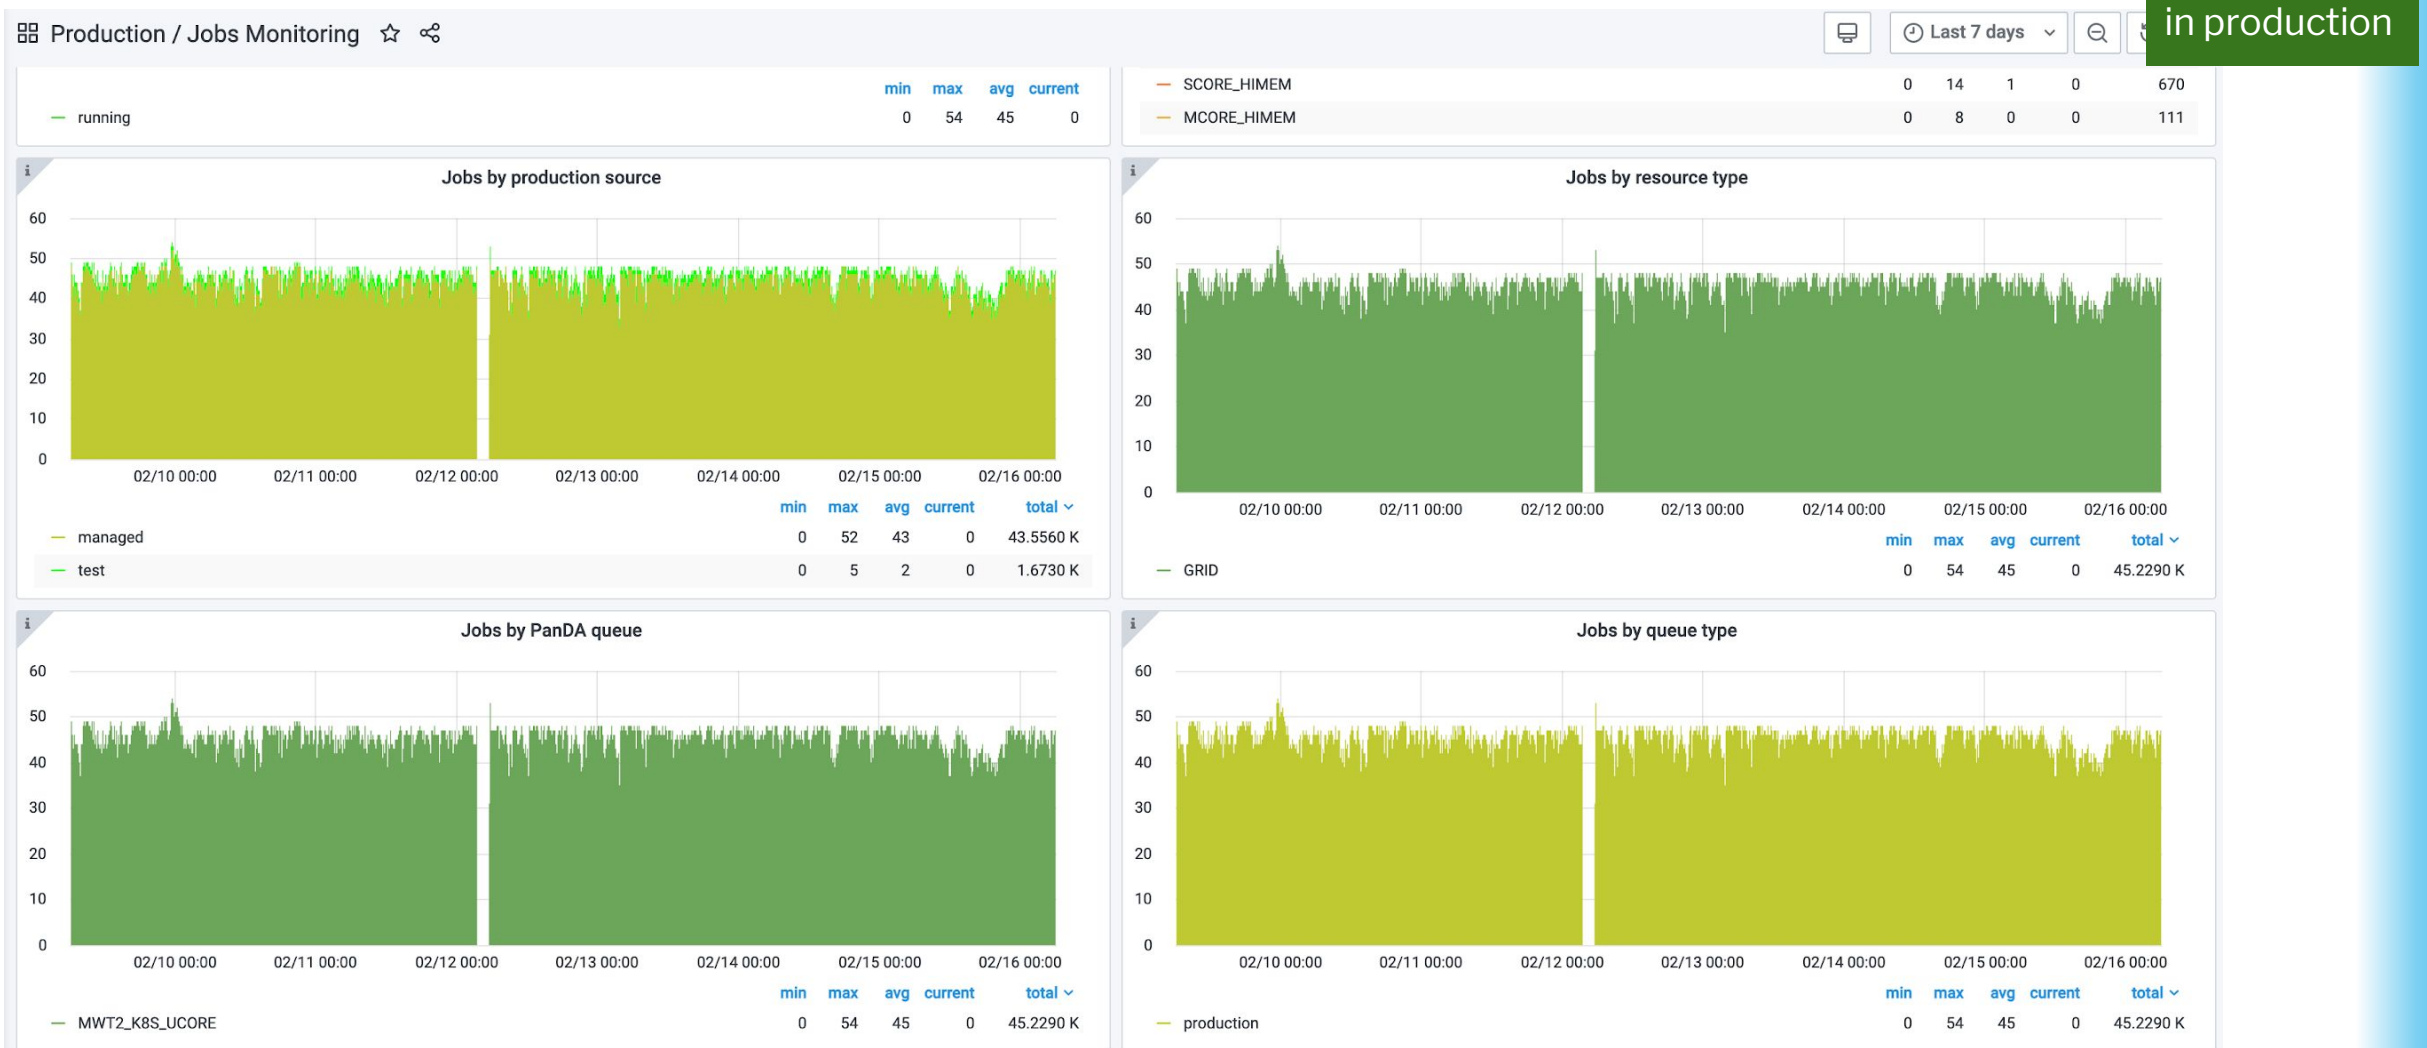 Production / Jobs Monitoring
Last 7 days
in production
min max avg current
running 0 54 45 0
SCORE_HIMEM 0 14 1 0 670
MCORE_HIMEM 0 8 0 0 111
i
Jobs by production source
60
50
40
30
20
10
0
02/10 00:00 02/11 00:00 02/12 00:00 02/13 00:00 02/14 00:00 02/15 00:00 02/16 00:00
min max avg current total
managed 0 52 43 0 43.5560 K
test 0 5 2 0 1.6730 K
i
Jobs by resource type
60
50
40
30
20
10
0
02/10 00:00 02/11 00:00 02/12 00:00 02/13 00:00 02/14 00:00 02/15 00:00 02/16 00:00
min max avg current total
GRID 0 54 45 0 45.2290 K
i
Jobs by PanDA queue
60
50
40
30
20
10
0
02/10 00:00 02/11 00:00 02/12 00:00 02/13 00:00 02/14 00:00 02/15 00:00 02/16 00:00
min max avg current total
MWT2_K8S_UCORE 0 54 45 0 45.2290 K
i
Jobs by queue type
60
50
40
30
20
10
0
02/10 00:00 02/11 00:00 02/12 00:00 02/13 00:00 02/14 00:00 02/15 00:00 02/16 00:00
min max avg current total
production 0 54 45 0 45.2290 K